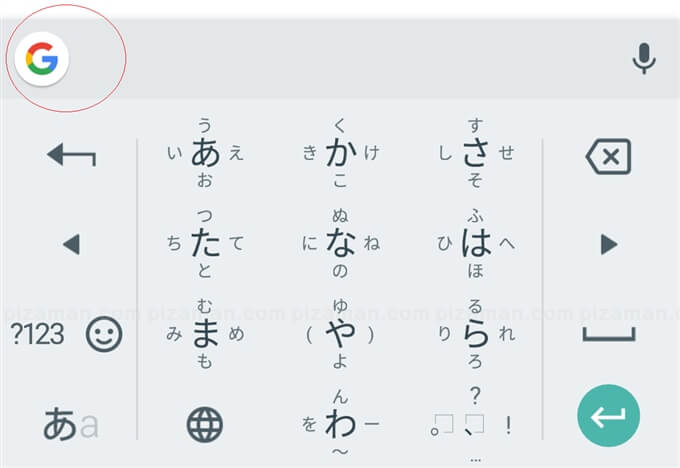 G
う く す
い あ え き か け し さ せ
お こ そ
つ ぬ ふ
ち た て に な ね ひ は へ
と の ほ
pizaman.com pizaman.com pizaman.com pizaman.com pizaman.com
む ゆ る
?123 み ま め ( や ) り ら れ
も よ ろ
ん ?
あa を わ ー 。 、 !
〜 ...